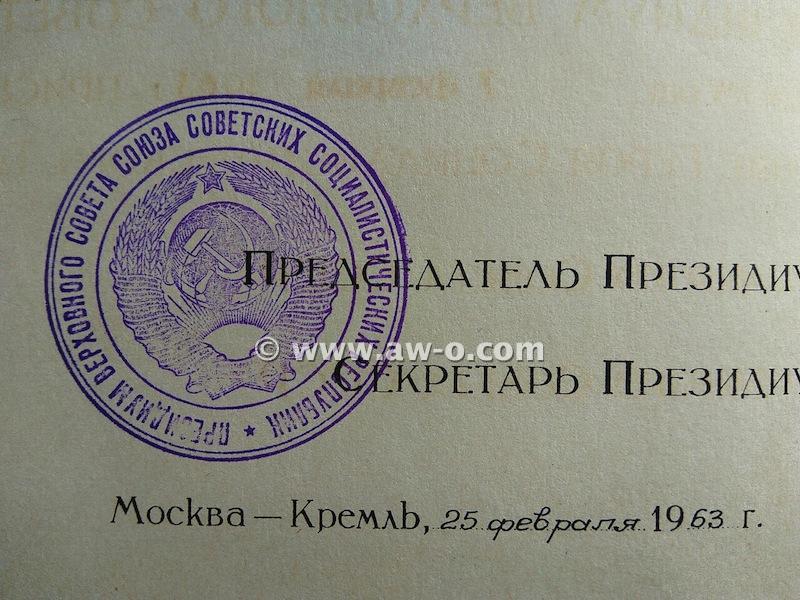 ПРЕЗИДИУМ ВЕРХОВНОГО СОВЕТА СОЮЗА СОВЕТСКИХ СОЦИАЛИСТИЧЕСКИХ РЕСПУБЛИК ★
ПРЕДСЕДАТЕЛЬ ПРЕЗИДИУ
© www.aw-o.com
СЕКРЕТАРЬ ПРЕЗИДИУ
МОСКВА — КРЕМЛЬ, 25 февраля 1963 г.